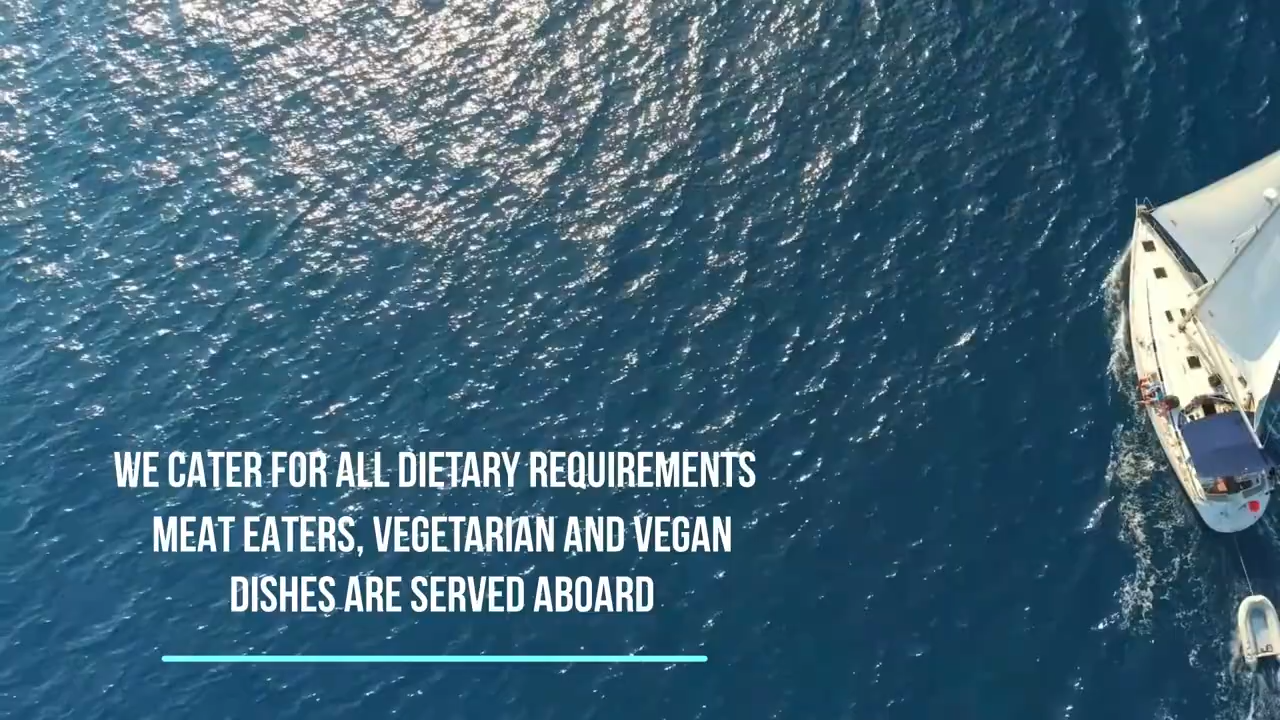 WE CATER FOR ALL DIETARY REQUIREMENTS
MEAT EATERS, VEGETARIAN AND VEGAN
DISHES ARE SERVED ABOARD